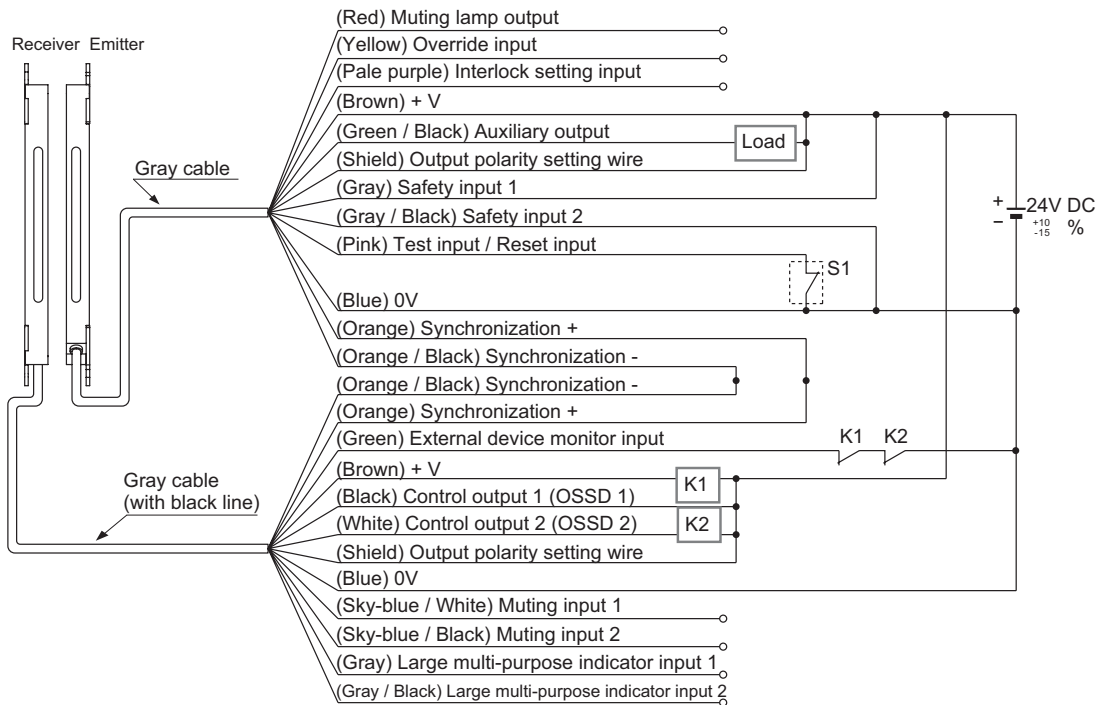 (Red) Muting lamp output
Receiver Emitter
(Yellow) Override input
(Pale purple) Interlock setting input
(Brown) + V
(Green / Black) Auxiliary output
Load
(Shield) Output polarity setting wire
Gray cable
(Gray) Safety input 1
(Gray / Black) Safety input 2
+
−
24V DC
+10
-15
%
(Pink) Test input / Reset input
S1
(Blue) 0V
(Orange) Synchronization +
(Orange / Black) Synchronization -
(Orange / Black) Synchronization -
(Orange) Synchronization +
(Green) External device monitor input
K1
K2
(Brown) + V
Gray cable
(with black line)
K1
(Black) Control output 1 (OSSD 1)
(White) Control output 2 (OSSD 2)
K2
(Shield) Output polarity setting wire
(Blue) 0V
(Sky-blue / White) Muting input 1
(Sky-blue / Black) Muting input 2
(Gray) Large multi-purpose indicator input 1
(Gray / Black) Large multi-purpose indicator input 2